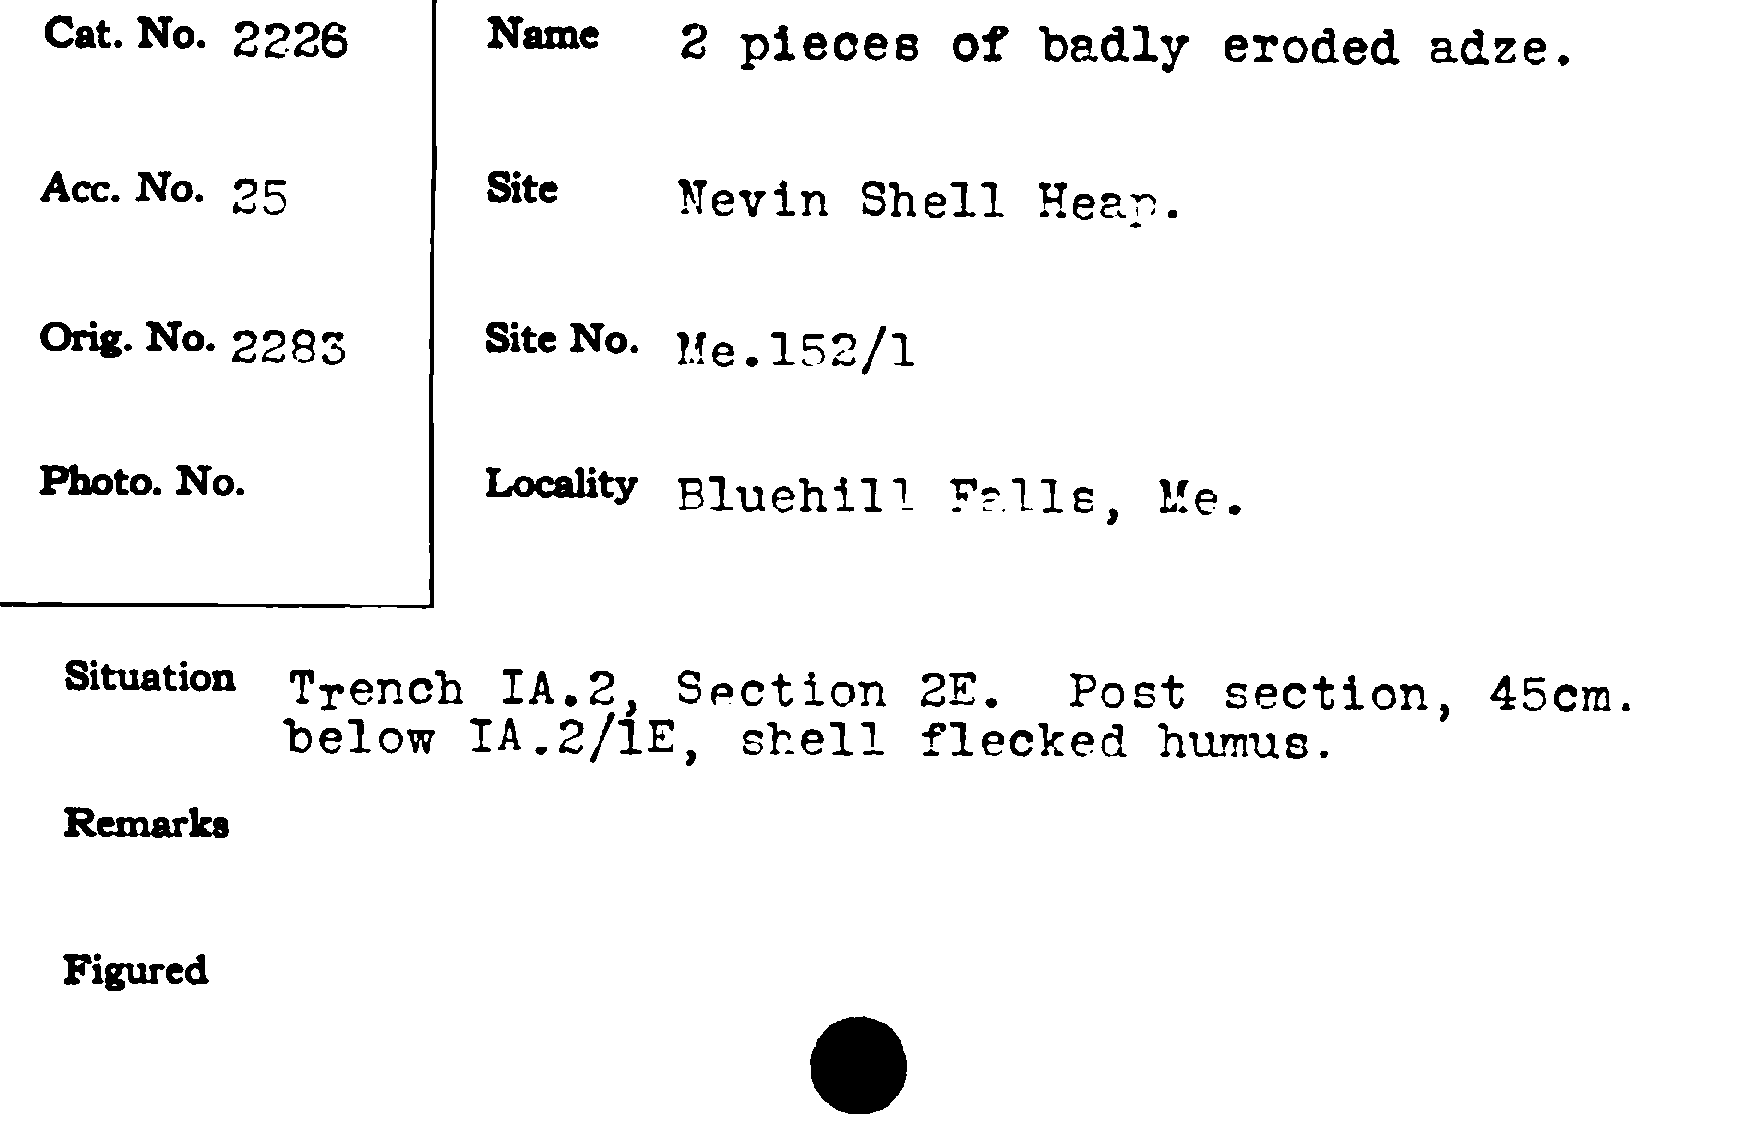 Cat. No. 2226
Name 2 pieces of badly eroded adze.
Acc. No. 25
Site Nevin Shell Heap.
Orig. No. 2283
Site No. Me.152/1
Photo. No.
Locality Bluehill Falls, Me.
Situation Trench IA.2, Section 2E. Post section, 45cm.
below IA.2/1E, shell flecked humus.
Remarks
Figured